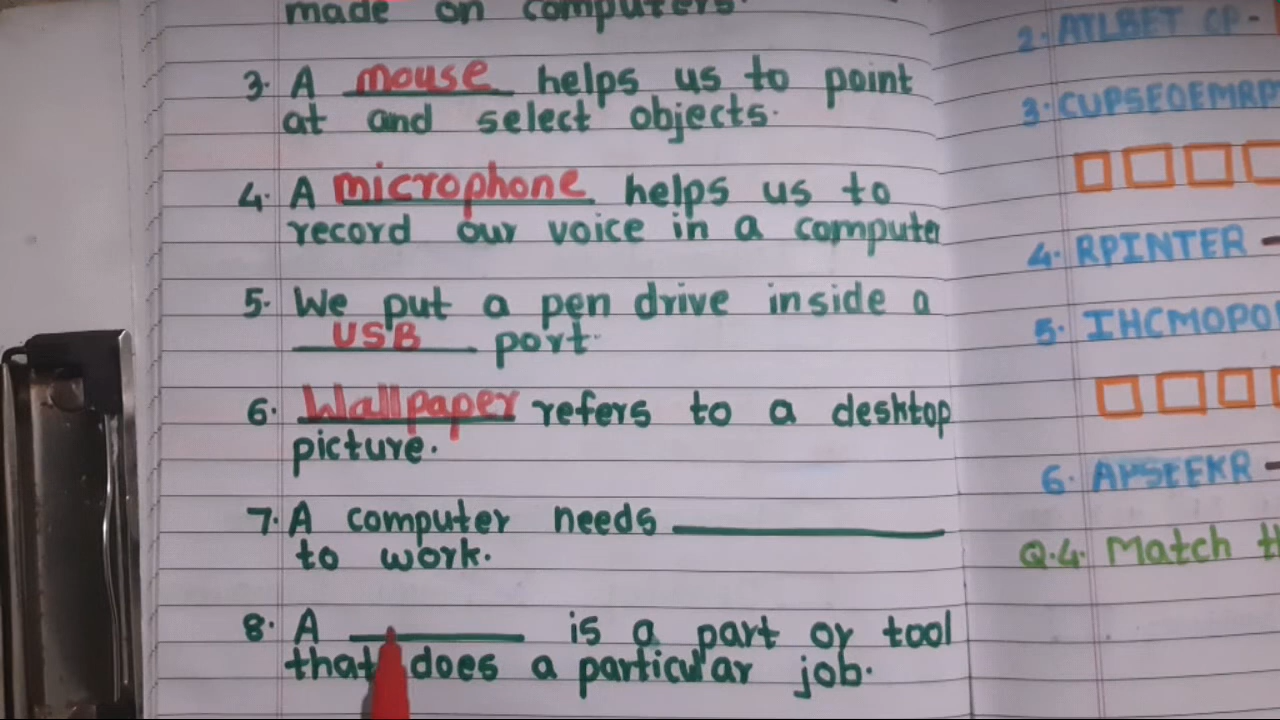 made on computers.
3. A mouse helps us to point
at and select objects.
4. A microphone helps us to
record our voice in a computer
5. We put a pen drive inside a
USB port.
6. Wallpaper refers to a desktop
picture.
7. A computer needs
to work.
8. A is a part or tool
that does a particular job.
2. ATLBET CP -
3. CUPSEOEMRP
4. RPINTER -
5. IHCMOPO
6. APSEEKR -
Q.4. Match